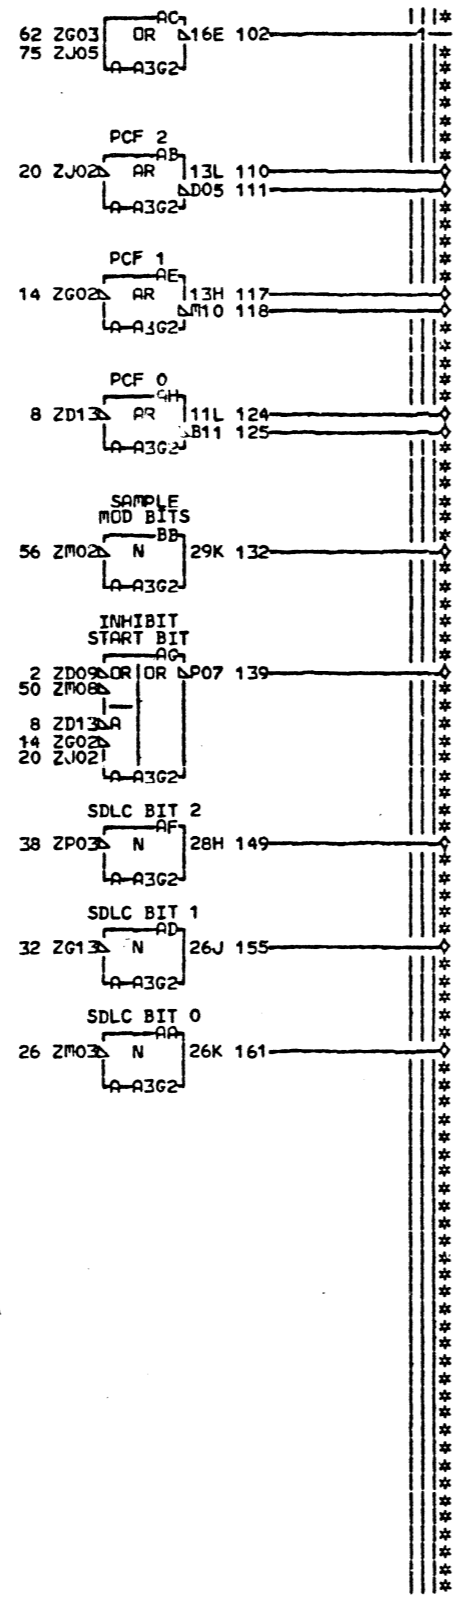 AC
62 ZG03 OR 16E 102 1
75 ZJ05
A A3G2
PCF 2
AB
20 ZJ02 AR 13L 110
D05 111
A A3G2
PCF 1
AE
14 ZG02 AR 13H 117
M10 118
A A3G2
PCF 0
AH
8 ZD13 AR 11L 124
B11 125
A A3G2
SAMPLE
MOD BITS
BB
56 ZM02 N 29K 132
A A3G2
INHIBIT
START BIT
AG
2 ZD09 OR OR P07 139
50 ZM08
8 ZD13 A
14 ZG02
20 ZJ02
A A3G2
SDLC BIT 2
AF
38 ZP03 N 28H 149
A A3G2
SDLC BIT 1
AD
32 ZG13 N 26J 155
A A3G2
SDLC BIT 0
AA
26 ZM03 N 26K 161
A A3G2